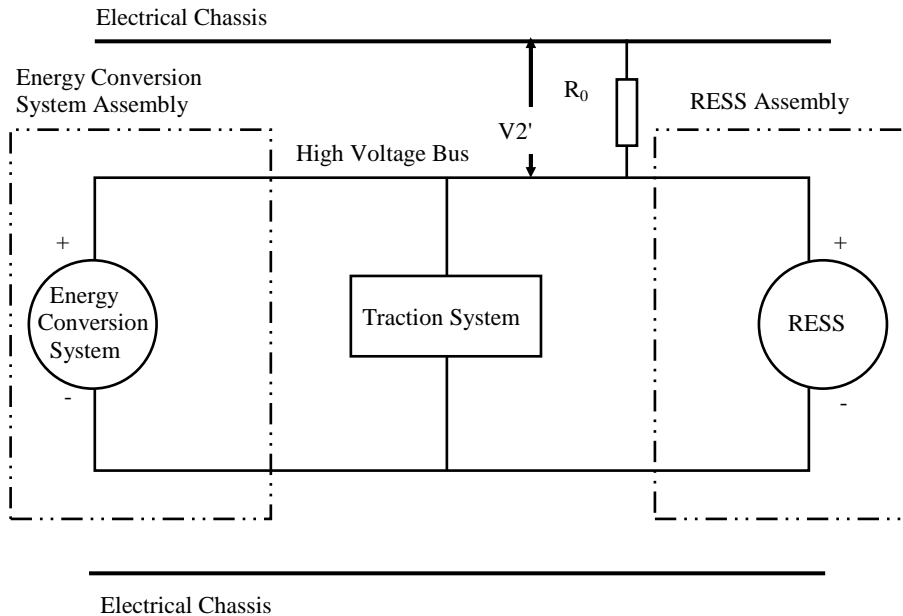 Electrical Chassis
Energy Conversion
System Assembly
R₀
RESS Assembly
V2'
High Voltage Bus
+
+
Energy
Conversion
System
Traction System
RESS
-
-
Electrical Chassis